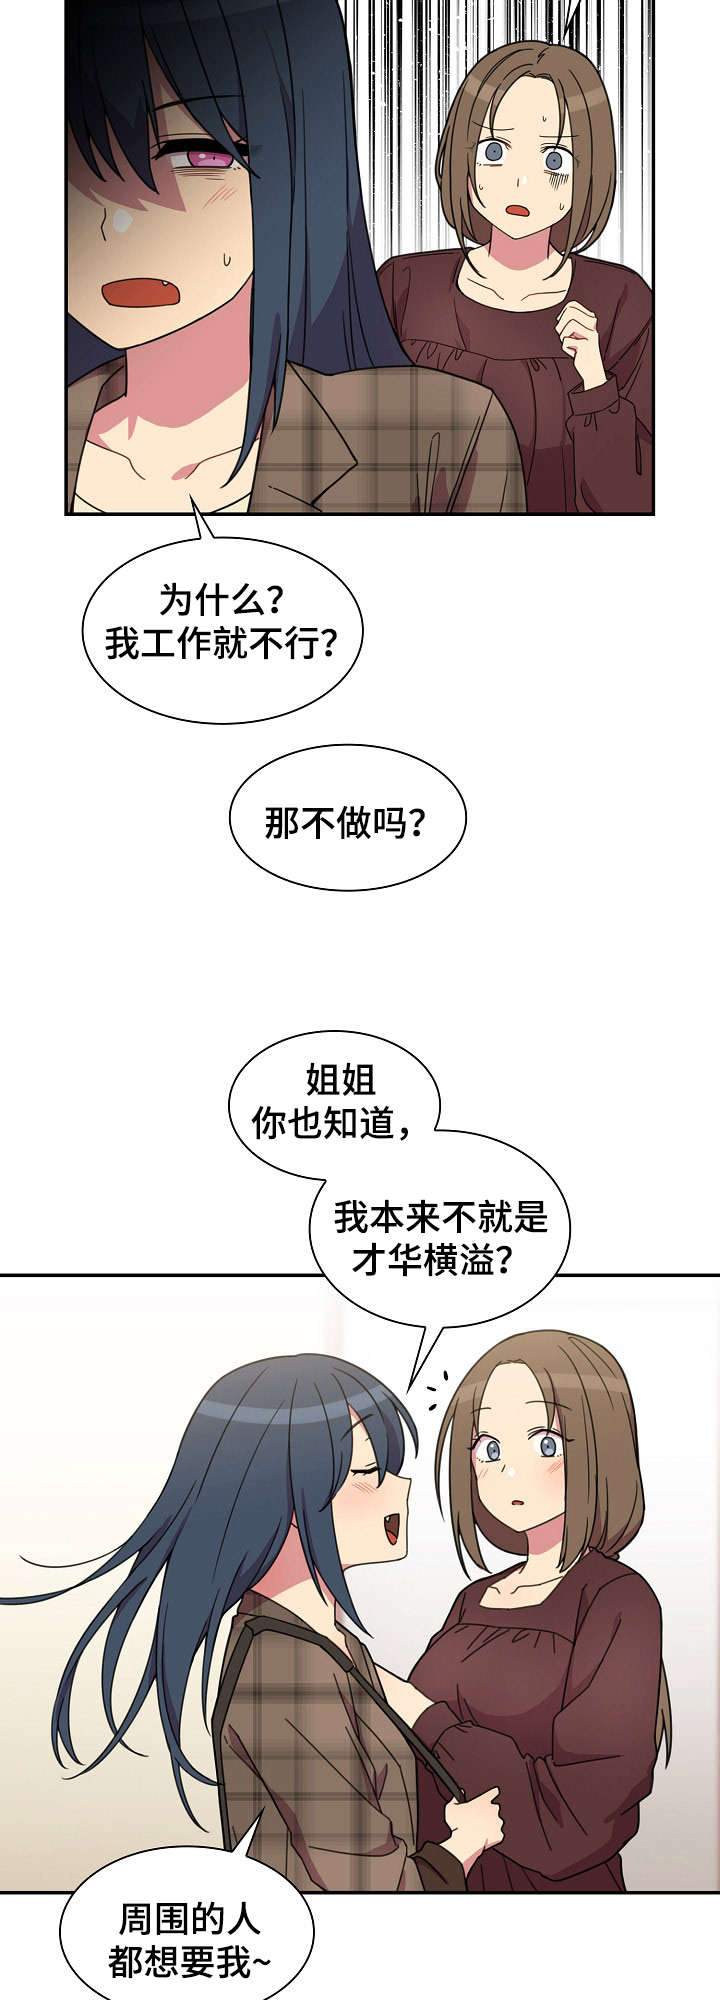 为什么?
我工作就不行?
那不做吗?
姐姐
你也知道，
我本来不就是
才华横溢?
周围的人
都想要我~